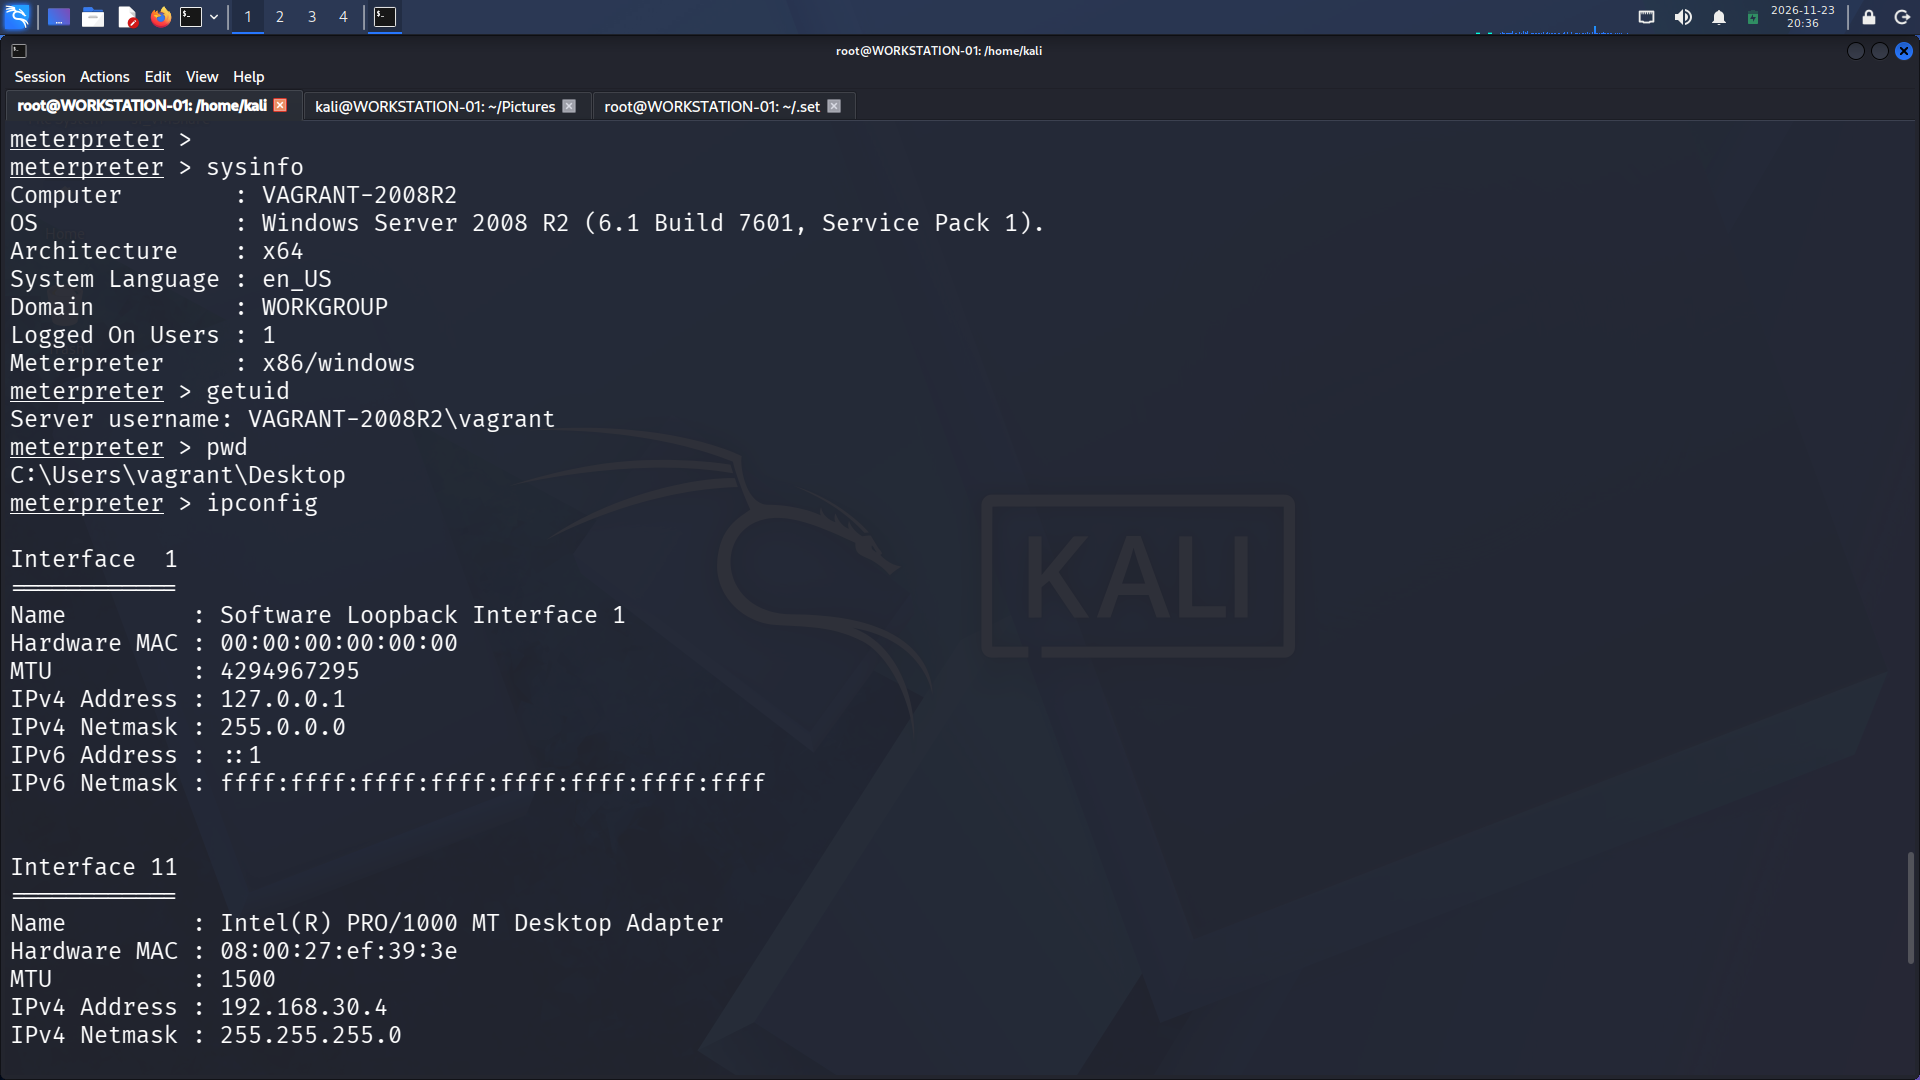 1 2 3 4
2026-11-23
20:36
root@WORKSTATION-01: /home/kali
Session Actions Edit View Help
root@WORKSTATION-01: /home/kali kali@WORKSTATION-01: ~/Pictures root@WORKSTATION-01: ~/.set
meterpreter >
meterpreter > sysinfo
Computer        : VAGRANT-2008R2
OS              : Windows Server 2008 R2 (6.1 Build 7601, Service Pack 1).
Architecture    : x64
System Language : en_US
Domain          : WORKGROUP
Logged On Users : 1
Meterpreter     : x86/windows
meterpreter > getuid
Server username: VAGRANT-2008R2\vagrant
meterpreter > pwd
C:\Users\vagrant\Desktop
meterpreter > ipconfig
Interface  1
============
Name         : Software Loopback Interface 1
Hardware MAC : 00:00:00:00:00:00
MTU          : 4294967295
IPv4 Address : 127.0.0.1
IPv4 Netmask : 255.0.0.0
IPv6 Address : ::1
IPv6 Netmask : ffff:ffff:ffff:ffff:ffff:ffff:ffff:ffff
Interface 11
============
Name         : Intel(R) PRO/1000 MT Desktop Adapter
Hardware MAC : 08:00:27:ef:39:3e
MTU          : 1500
IPv4 Address : 192.168.30.4
IPv4 Netmask : 255.255.255.0
KALI